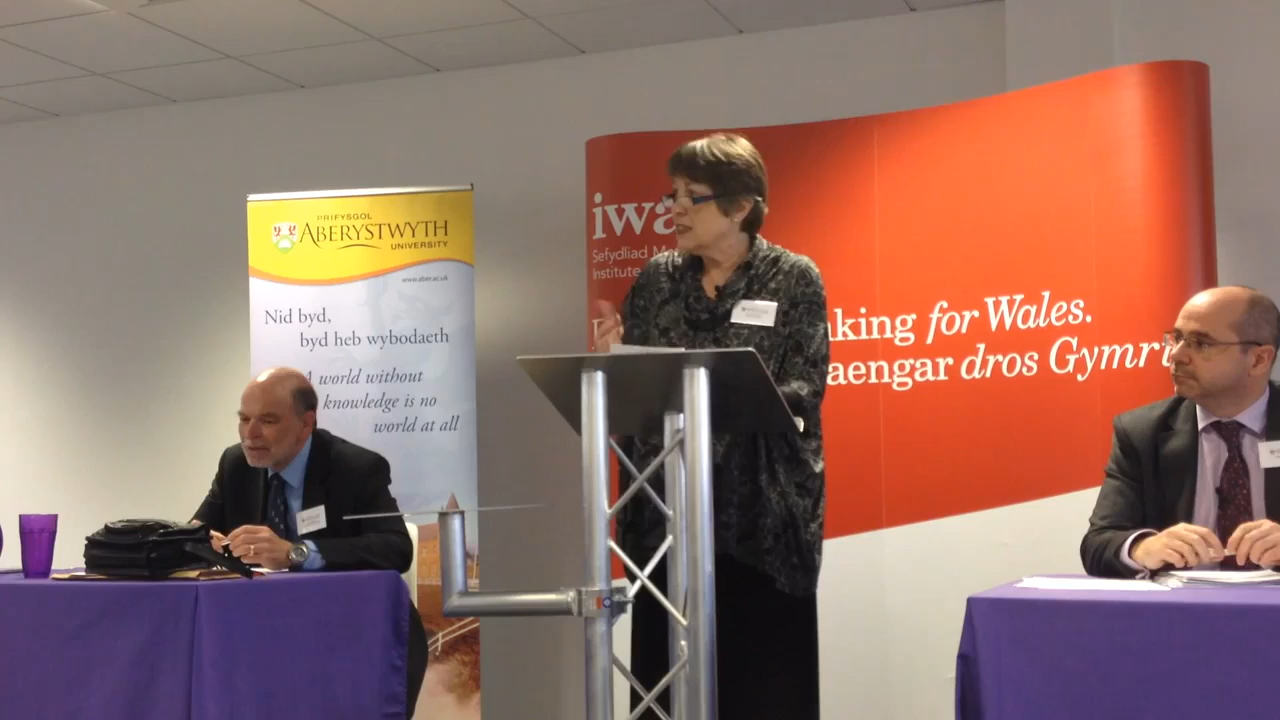 PRIFYSGOL
ABERYSTWYTH
UNIVERSITY
www.aber.ac.uk
Nid byd,
byd heb wybodaeth
A world without
knowledge is no
world at all
iwa
Sefydliad
Institute
king for Wales.
aengar dros Gymru